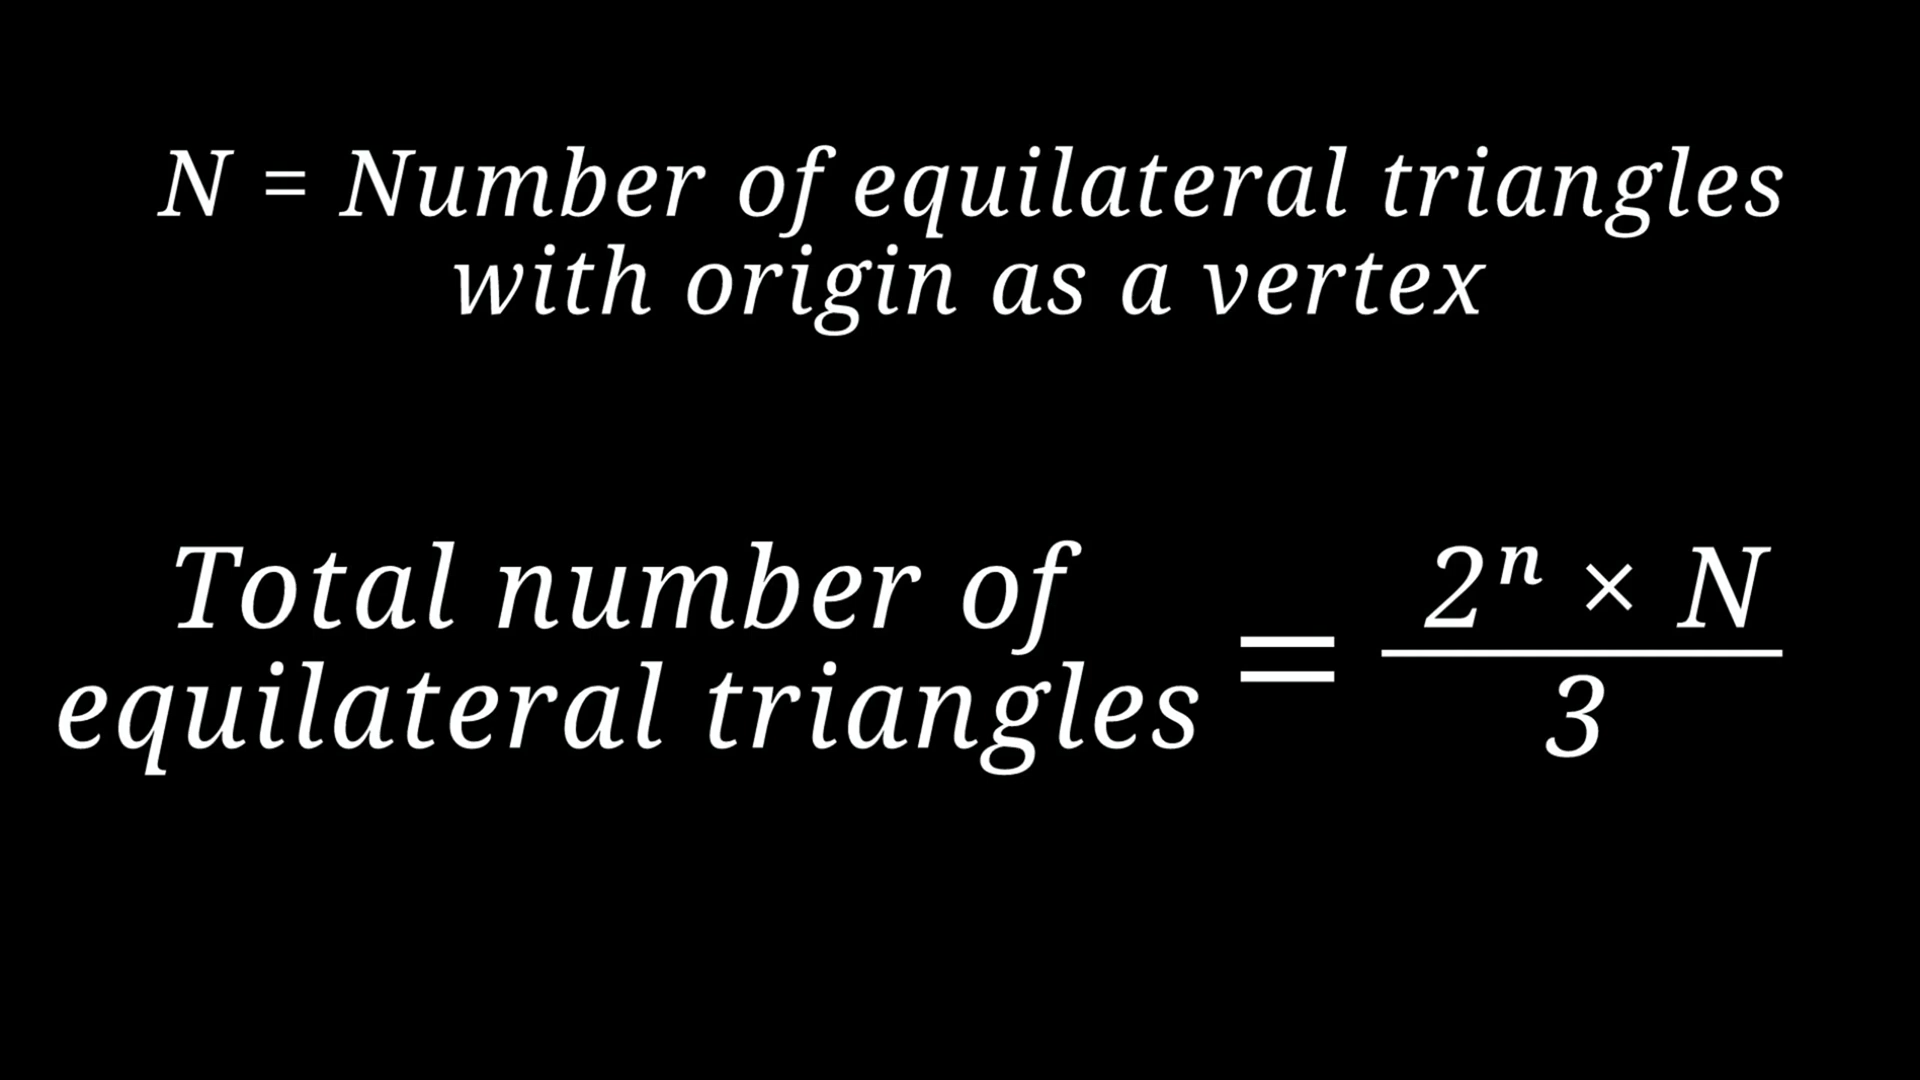 N = Number of equilateral triangles
with origin as a vertex
Total number of
equilateral triangles = 2ⁿ × N
3